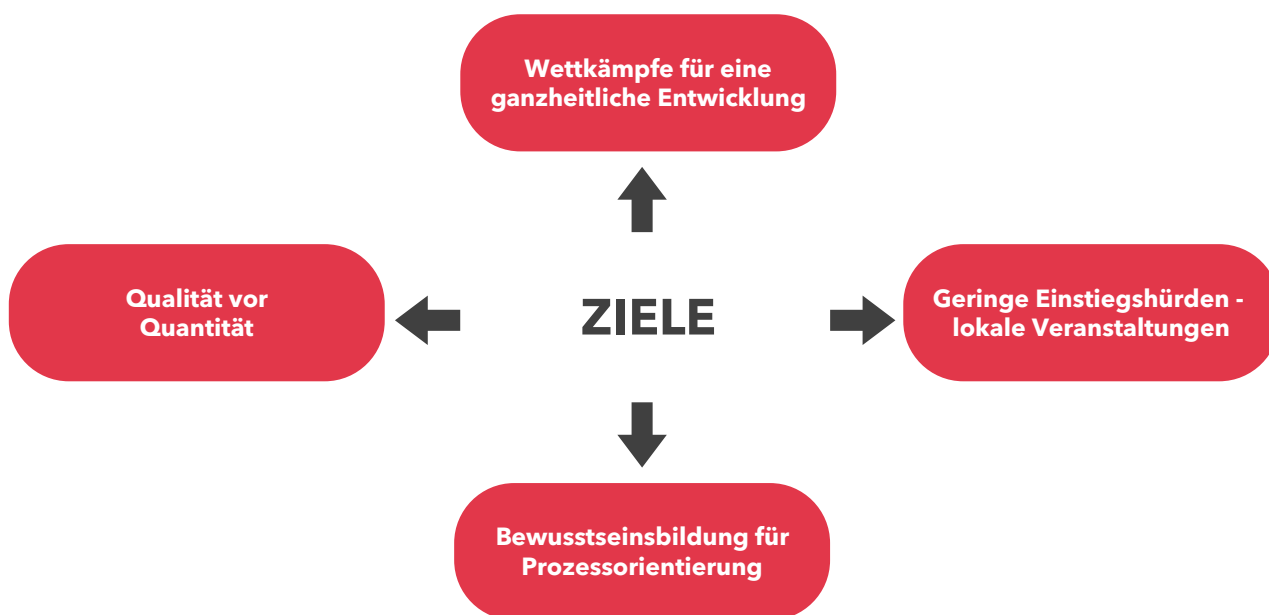 Wettkämpfe für eine
ganzheitliche Entwicklung
Qualität vor
Quantität
ZIELE
Geringe Einstiegshürden -
lokale Veranstaltungen
Bewusstseinsbildung für
Prozessorientierung